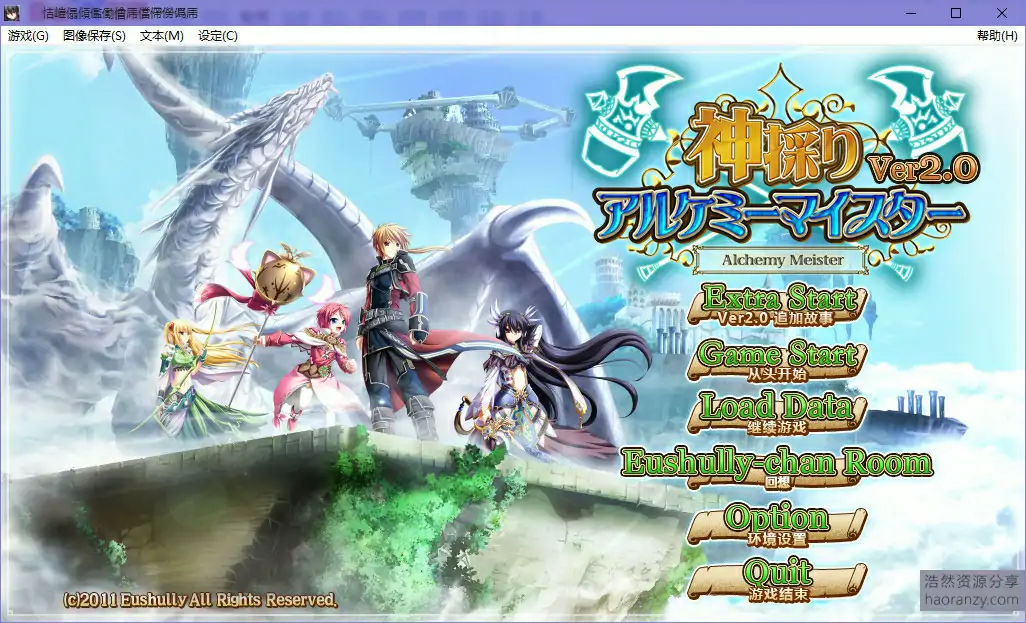 游戏(G) 图像保存(S) 文本(M) 设定(C) 帮助(H)
神採り Ver2.0
アルケミーマイスター
Alchemy Meister
Extra Start
Ver2.0 追加故事
Game Start
从头开始
Load Data
继续游戏
Eushully-chan Room
回想
Option
环境设置
Quit
游戏结束
(c)2011 Eushully All Rights Reserved.
浩然资源分享
haoranzy.com